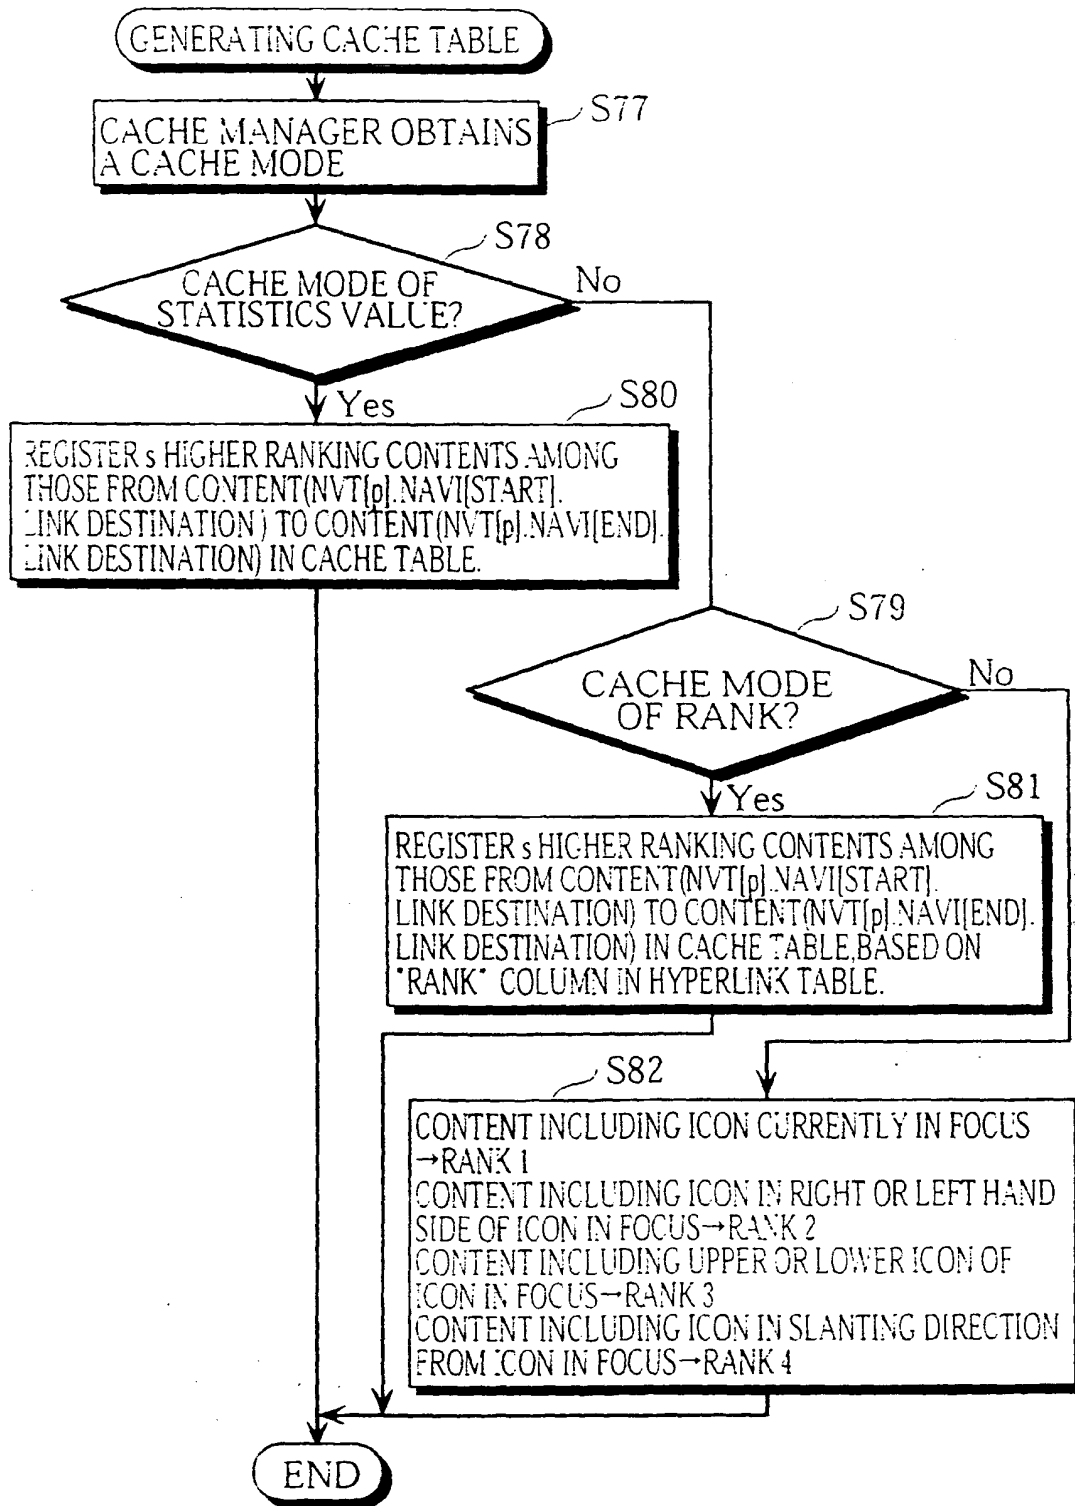 GENERATING CACHE TABLE
S77
CACHE MANAGER OBTAINS
A CACHE MODE
S78
CACHE MODE OF
STATISTICS VALUE?
No
Yes
S80
REGISTER s HIGHER RANKING CONTENTS AMONG
THOSE FROM CONTENT(NVT[p].NAVI[START].
LINK DESTINATION ) TO CONTENT(NVT[p].NAVI[END].
LINK DESTINATION) IN CACHE TABLE.
S79
CACHE MODE
OF RANK?
No
Yes
S81
REGISTER s HIGHER RANKING CONTENTS AMONG
THOSE FROM CONTENT(NVT[p].NAVI[START].
LINK DESTINATION) TO CONTENT(NVT[p].NAVI[END].
LINK DESTINATION) IN CACHE TABLE,BASED ON
"RANK" COLUMN IN HYPERLINK TABLE.
S82
CONTENT INCLUDING ICON CURRENTLY IN FOCUS
→RANK 1
CONTENT INCLUDING ICON IN RIGHT OR LEFT HAND
SIDE OF ICON IN FOCUS→RANK 2
CONTENT INCLUDING UPPER OR LOWER ICON OF
ICON IN FOCUS→RANK 3
CONTENT INCLUDING ICON IN SLANTING DIRECTION
FROM ICON IN FOCUS→RANK 4
END